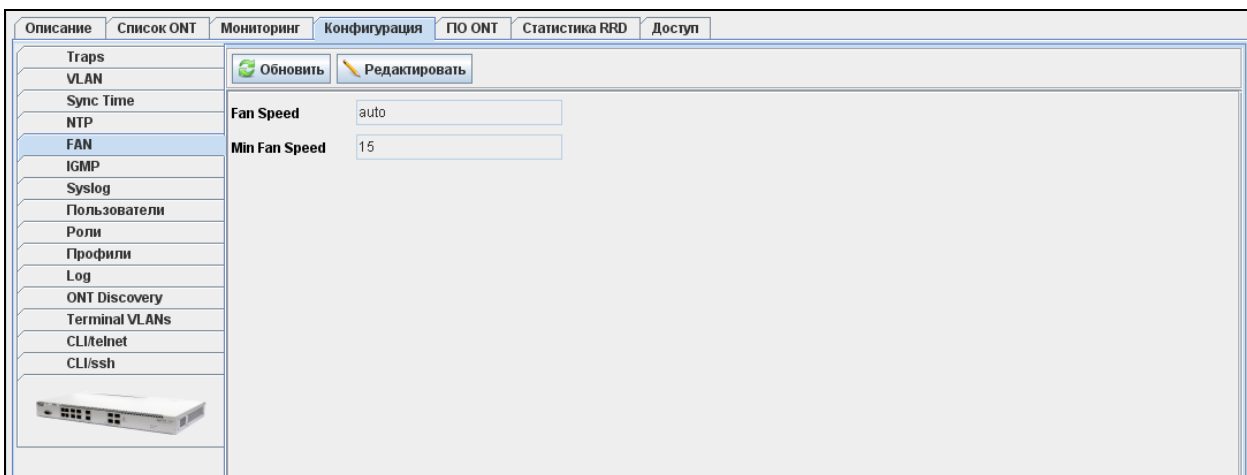 Описание Список ONT Мониторинг Конфигурация ПО ONT Статистика RRD Доступ
Traps
VLAN
Sync Time
NTP
FAN
IGMP
Syslog
Пользователи
Роли
Профили
Log
ONT Discovery
Terminal VLANs
CLI/telnet
CLI/ssh
Обновить Редактировать
Fan Speed auto
Min Fan Speed 15